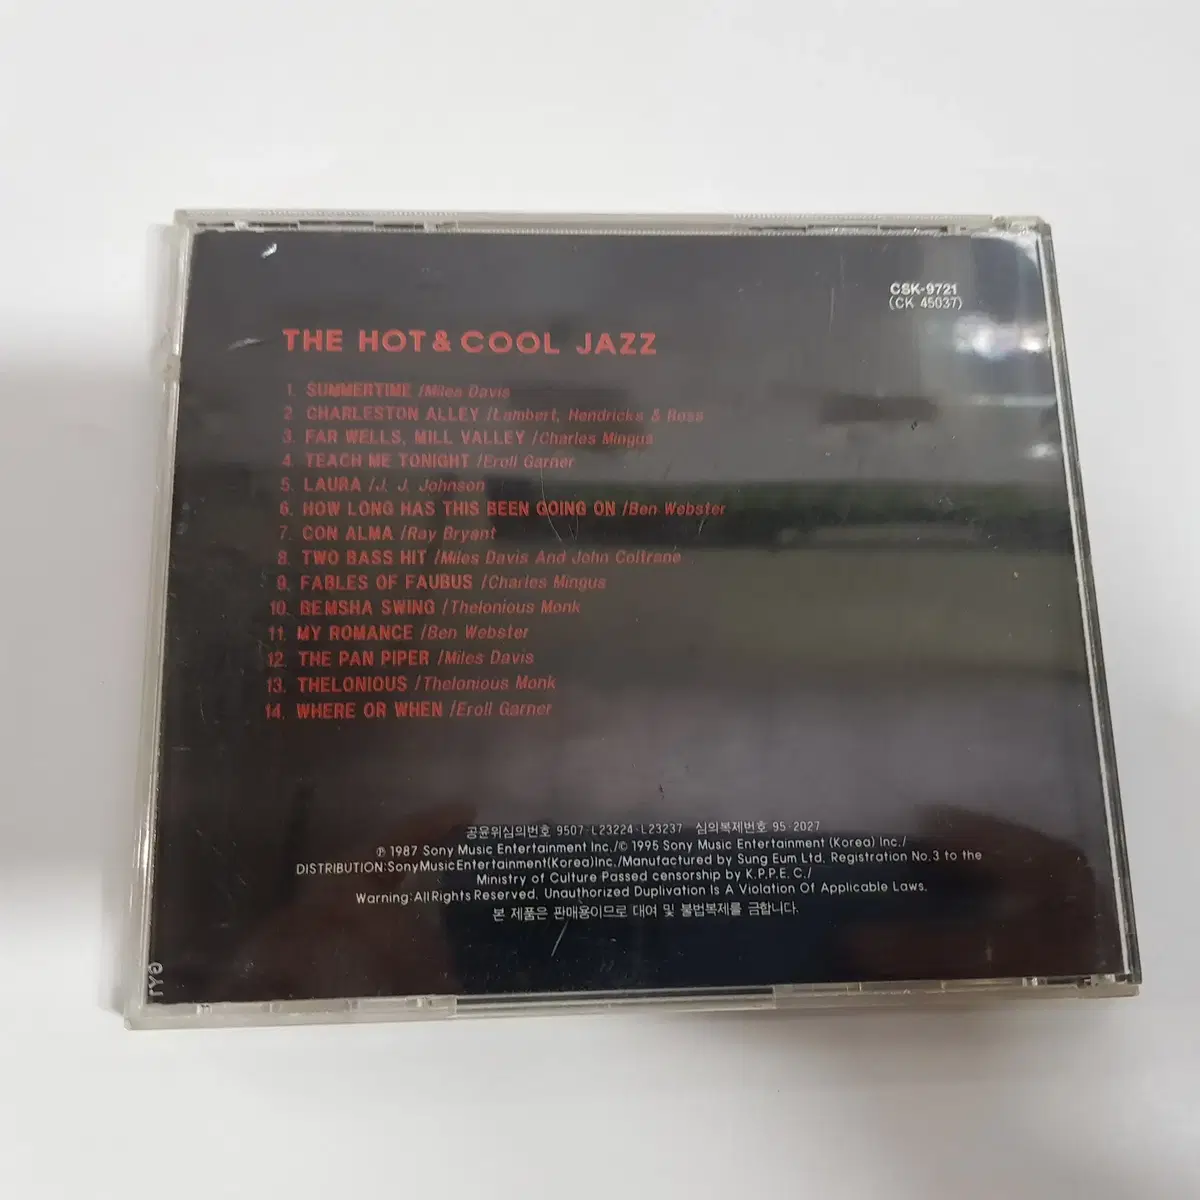 CSK-9721
(CK 45037)
THE HOT & COOL JAZZ
1. SUMMERTIME /Miles Davis
2. CHARLESTON ALLEY /Lambert, Hendricks & Ross
3. FAR WELLS, MILL VALLEY /Charles Mingus
4. TEACH ME TONIGHT /Eroll Garner
5. LAURA /J. J. Johnson
6. HOW LONG HAS THIS BEEN GOING ON /Ben Webster
7. CON ALMA /Ray Bryant
8. TWO BASS HIT /Miles Davis And John Coltrane
9. FABLES OF FAUBUS /Charles Mingus
10. BEMSHA SWING /Thelonious Monk
11. MY ROMANCE /Ben Webster
12. THE PAN PIPER /Miles Davis
13. THELONIOUS /Thelonious Monk
14. WHERE OR WHEN /Eroll Garner
공윤위심의번호 9507-L23224-L23237 심의복제번호 95-2027
℗ 1987 Sony Music Entertainment Inc./© 1995 Sony Music Entertainment (Korea) Inc./
DISTRIBUTION:SonyMusicEntertainment(Korea)Inc./Manufactured by Sung Eum Ltd. Registration No.3 to the
Ministry of Culture Passed censorship by K.P.P.E.C./
Warning:All Rights Reserved. Unauthorized Duplivation Is A Violation Of Applicable Laws.
본 제품은 판매용이므로 대여 및 불법복제를 금합니다.